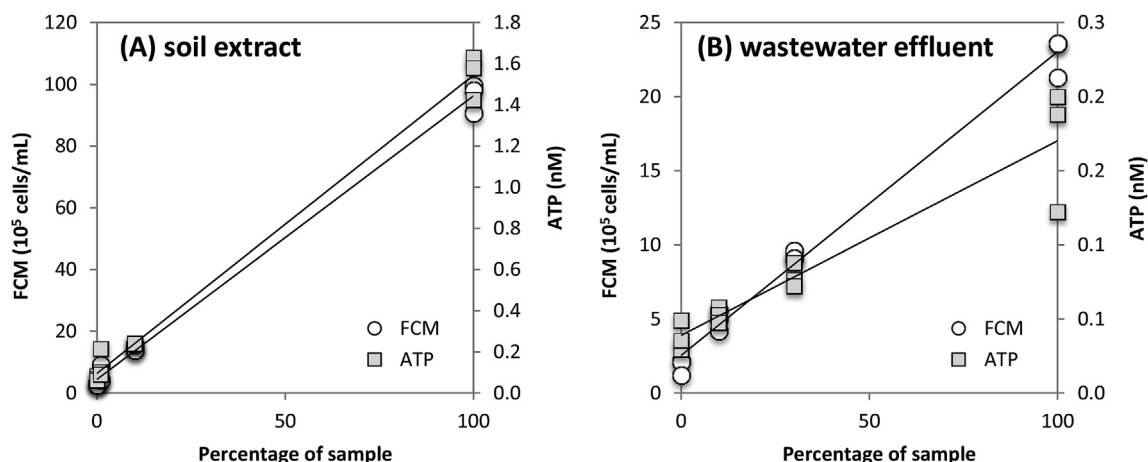 (A) soil extract
FCM (10⁵ cells/mL)
120
100
80
60
40
20
0
1.8
1.6
1.4
1.2
1.0
0.8
0.6
0.4
0.2
0.0
ATP (nM)
FCM
ATP
0
50
100
Percentage of sample
(B) wastewater effluent
FCM (10⁵ cells/mL)
25
20
15
10
5
0
0.3
0.2
0.2
0.1
0.1
0.0
ATP (nM)
FCM
ATP
0
50
100
Percentage of sample